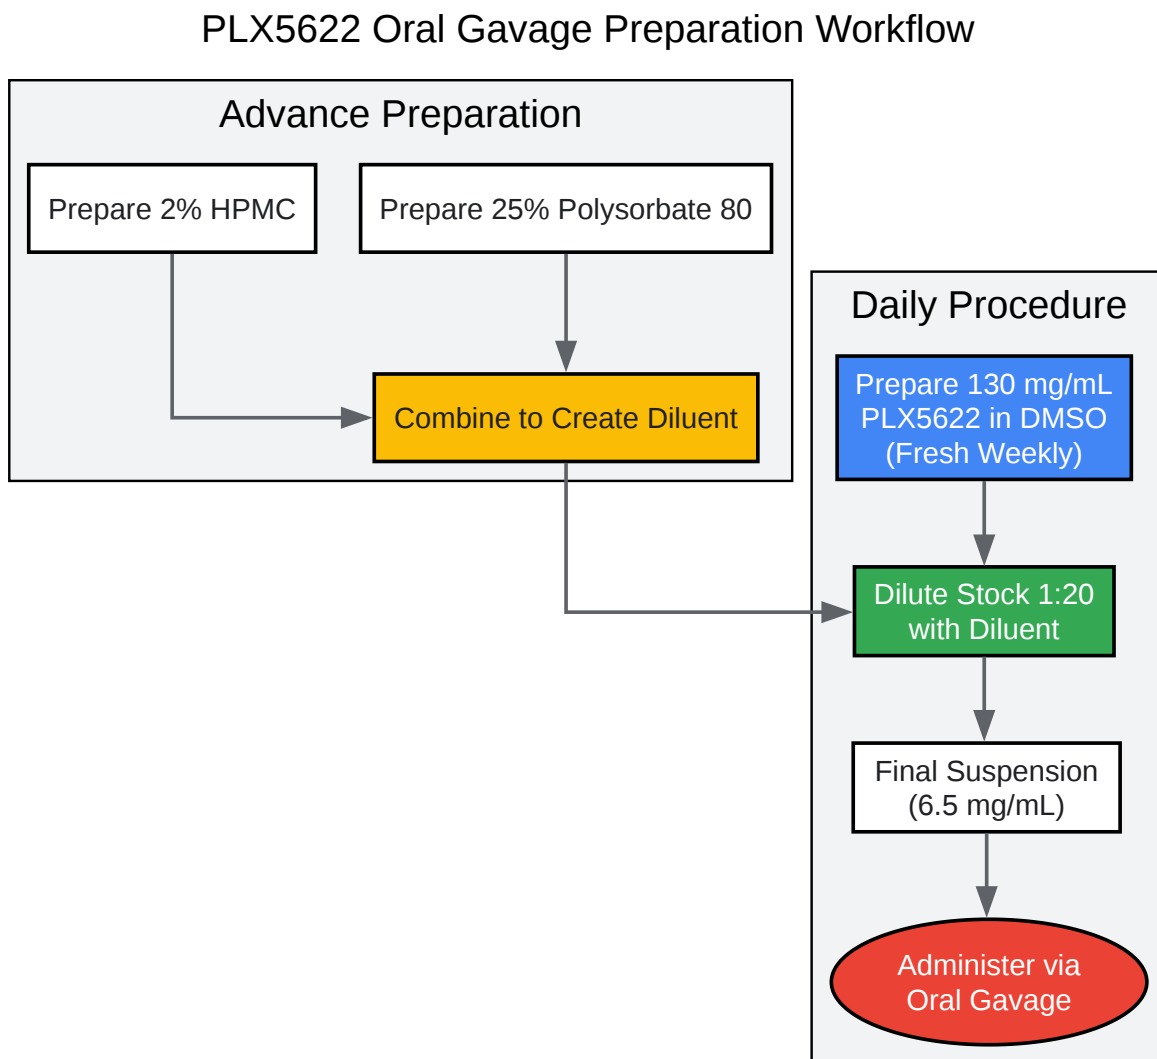 PLX5622 Oral Gavage Preparation Workflow
Advance Preparation
Prepare 2% HPMC
Prepare 25% Polysorbate 80
Combine to Create Diluent
Daily Procedure
Prepare 130 mg/mL
PLX5622 in DMSO
(Fresh Weekly)
Dilute Stock 1:20
with Diluent
Final Suspension
(6.5 mg/mL)
Administer via
Oral Gavage